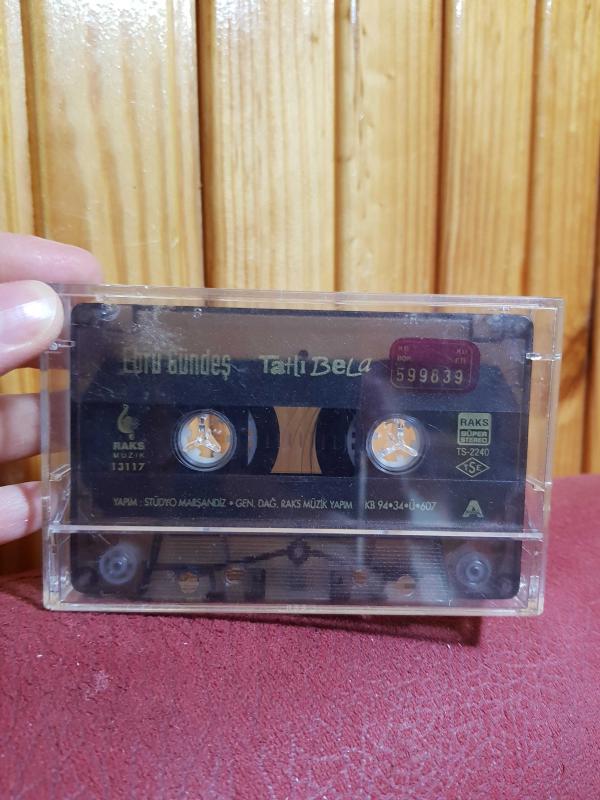 Ebru Gündeş Tatlı Bela
599839
RAKS
MÜZİK
13117
RAKS
SÜPER
STEREO
TS-2240
TSE
YAPIM : STÜDYO MARŞANDİZ • GEN. DAĞ. RAKS MÜZİK YAPIM KB 94•34•Ü•607
A